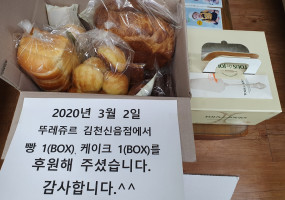 2020년 3월 2일
뚜레쥬르 김천신음점에서
빵 1(BOX), 케이크 1(BOX)를
후원해 주셨습니다.
감사합니다.^^